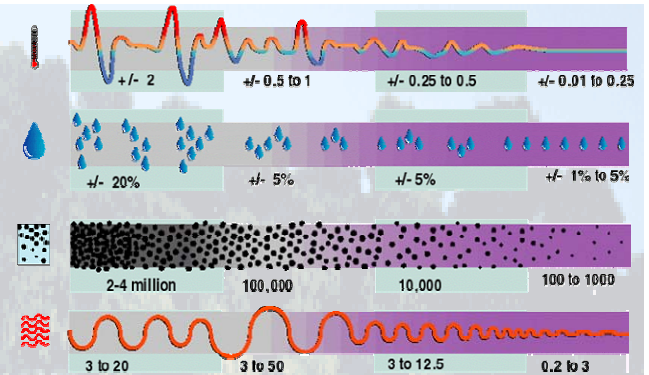 +/- 2
+/- 0.5 to 1
+/- 0.25 to 0.5
+/- 0.01 to 0.25
+/- 20%
+/- 5%
+/- 5%
+/- 1% to 5%
2-4 million
100,000
10,000
100 to 1000
3 to 20
3 to 50
3 to 12.5
0.2 to 3